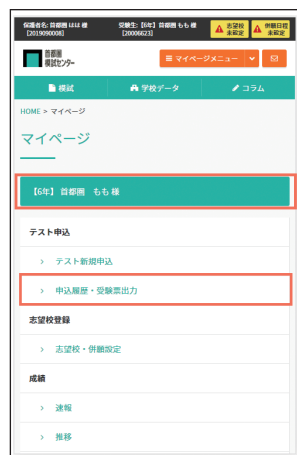 保護者名: 首都圏 はは 様 受験生: 【6年】 首都圏 もも 様
[2019090008] [20006623]
志望校
未設定
併願日程
未設定
首都圏
模試センター
マイページメニュー
模試 学校データ コラム
HOME > マイページ
マイページ
【6年】 首都圏 もも 様
テスト申込
> テスト新規申込
> 申込履歴・受験票出力
志望校登録
> 志望校・併願設定
成績
> 速報
> 推移